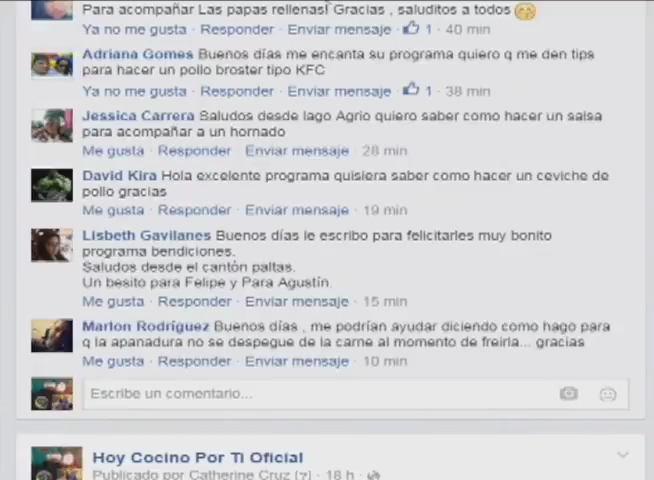 Para acompañar Las papas rellenas! Gracias , saluditos a todos
Ya no me gusta · Responder · Enviar mensaje · 1 · 40 min
Adriana Gomes Buenos días me encanta su programa quiero q me den tips
para hacer un pollo broster tipo KFC
Ya no me gusta · Responder · Enviar mensaje · 1 · 38 min
Jessica Carrera Saludos desde lago Agrio quiero saber como hacer un salsa
para acompañar a un hornado
Me gusta · Responder · Enviar mensaje · 28 min
David Kira Hola excelente programa quisiera saber como hacer un ceviche de
pollo gracias
Me gusta · Responder · Enviar mensaje · 19 min
Lisbeth Gavilanes Buenos días le escribo para felicitarles muy bonito
programa bendiciones.
Saludos desde el cantón paltas.
Un besito para Felipe y Para Agustín.
Me gusta · Responder · Enviar mensaje · 15 min
Marlon Rodríguez Buenos días , me podrían ayudar diciendo como hago para
q la apanadura no se despegue de la carne al momento de freirla... gracias
Me gusta · Responder · Enviar mensaje · 10 min
Escribe un comentario...
Hoy Cocino Por Ti Oficial
Publicado por Catherine Cruz [?] · 18 h ·